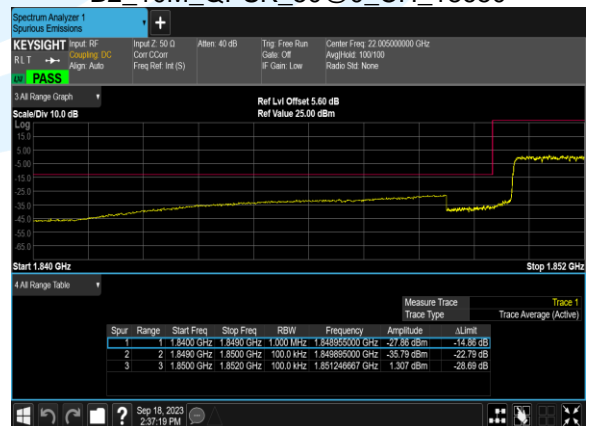 Spectrum Analyzer 1
Spurious Emissions
KEYSIGHT Input: RF Input Z: 50 Ω Atten: 40 dB Trig: Free Run Center Freq: 22.005000000 GHz
RLT Coupling: DC Corr CCorr Gate: Off Avg|Hold: 100/100
Align: Auto Freq Ref: Int (S) IF Gain: Low Radio Std: None
PASS
3 All Range Graph
Ref Lvl Offset 5.60 dB
Scale/Div 10.0 dB Ref Value 25.00 dBm
Log
15.0
5.00
-5.00
-15.0
-25.0
-35.0
-45.0
-55.0
-65.0
Start 1.840 GHz Stop 1.852 GHz
4 All Range Table
Measure Trace Trace 1
Trace Type Trace Average (Active)
Spur Range Start Freq Stop Freq RBW Frequency Amplitude ΔLimit
1 1 1.8400 GHz 1.8490 GHz 1.000 MHz 1.848955000 GHz -27.86 dBm -14.86 dB
2 2 1.8490 GHz 1.8500 GHz 100.0 kHz 1.849895000 GHz -35.79 dBm -22.79 dB
3 3 1.8500 GHz 1.8520 GHz 100.0 kHz 1.851246667 GHz 1.307 dBm -28.69 dB
? Sep 18, 2023
2:37:19 PM